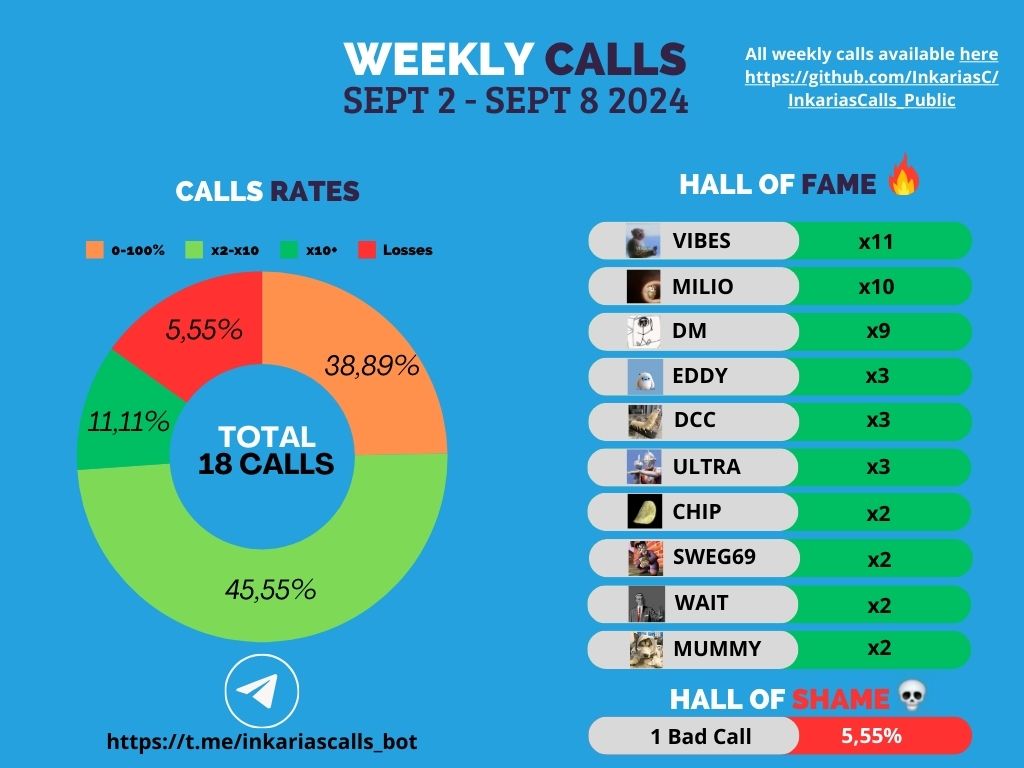 WEEKLY CALLS
SEPT 2 - SEPT 8 2024
All weekly calls available here
https://github.com/InkariasC/
InkariasCalls_Public
CALLS RATES
0-100%
x2-x10
x10+
Losses
5,55%
38,89%
11,11%
45,55%
TOTAL
18 CALLS
https://t.me/inkariascalls_bot
HALL OF FAME 🔥
VIBES x11
MILIO x10
DM x9
EDDY x3
DCC x3
ULTRA x3
CHIP x2
SWEG69 x2
WAIT x2
MUMMY x2
HALL OF SHAME 💀
1 Bad Call 5,55%